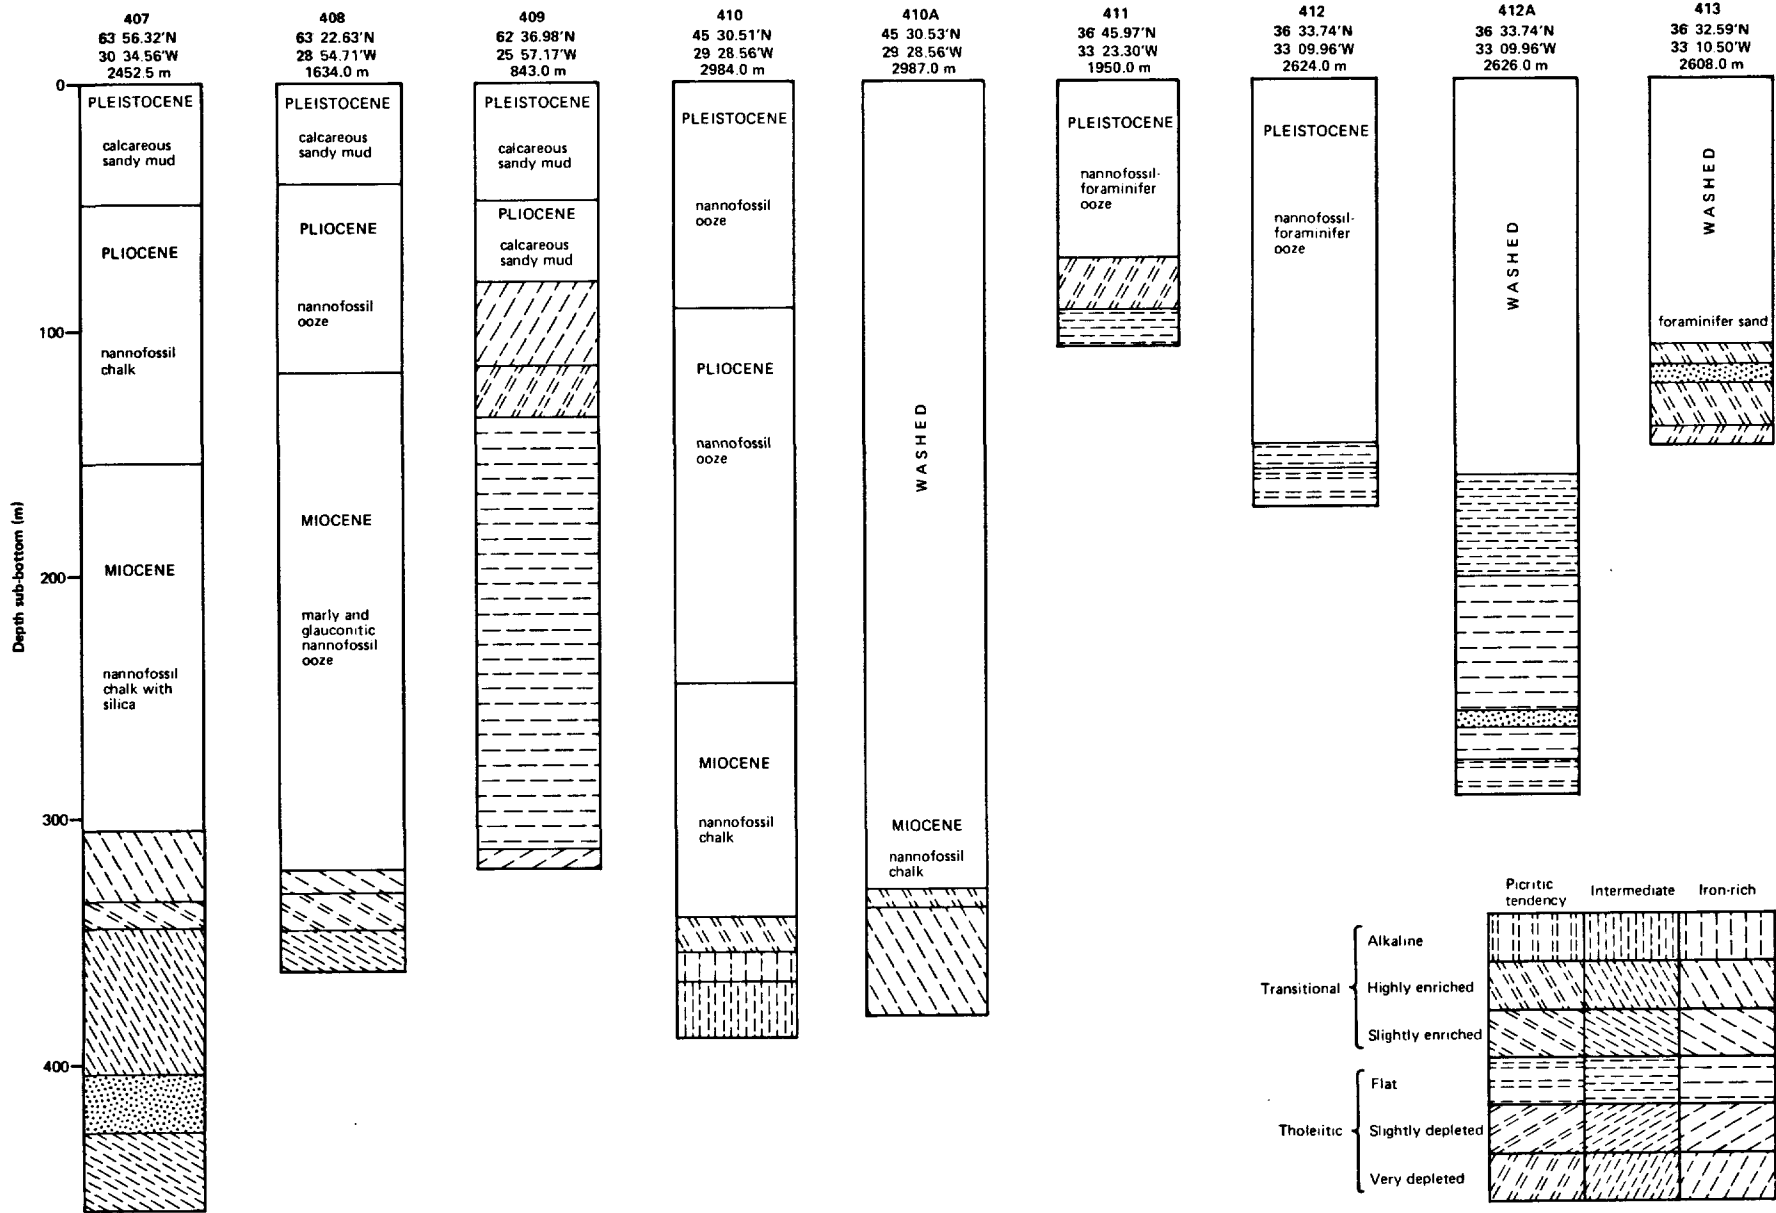 407
63 56.32'N
30 34.56'W
2452.5 m
408
63 22.63'N
28 54.71'W
1634.0 m
409
62 36.98'N
25 57.17'W
843.0 m
410
45 30.51'N
29 28.56'W
2984.0 m
410A
45 30.53'N
29 28.56'W
2987.0 m
411
36 45.97'N
33 23.30'W
1950.0 m
412
36 33.74'N
33 09.96'W
2624.0 m
412A
36 33.74'N
33 09.96'W
2626.0 m
413
36 32.59'N
33 10.50'W
2608.0 m
Depth sub-bottom (m)
0
100
200
300
400
PLEISTOCENE
calcareous
sandy mud
PLIOCENE
nannofossil
chalk
MIOCENE
nannofossil
chalk with
silica
PLEISTOCENE
calcareous
sandy mud
PLIOCENE
nannofossil
ooze
MIOCENE
marly and
glauconitic
nannofossil
ooze
PLEISTOCENE
calcareous
sandy mud
PLIOCENE
calcareous
sandy mud
PLEISTOCENE
nannofossil
ooze
PLIOCENE
nannofossil
ooze
MIOCENE
nannofossil
chalk
WASHED
MIOCENE
nannofossil
chalk
PLEISTOCENE
nannofossil-
foraminifer
ooze
PLEISTOCENE
nannofossil-
foraminifer
ooze
WASHED
WASHED
foraminifer sand
Picritic
tendency
Intermediate
Iron-rich
Transitional
Alkaline
Highly enriched
Slightly enriched
Tholeiitic
Flat
Slightly depleted
Very depleted